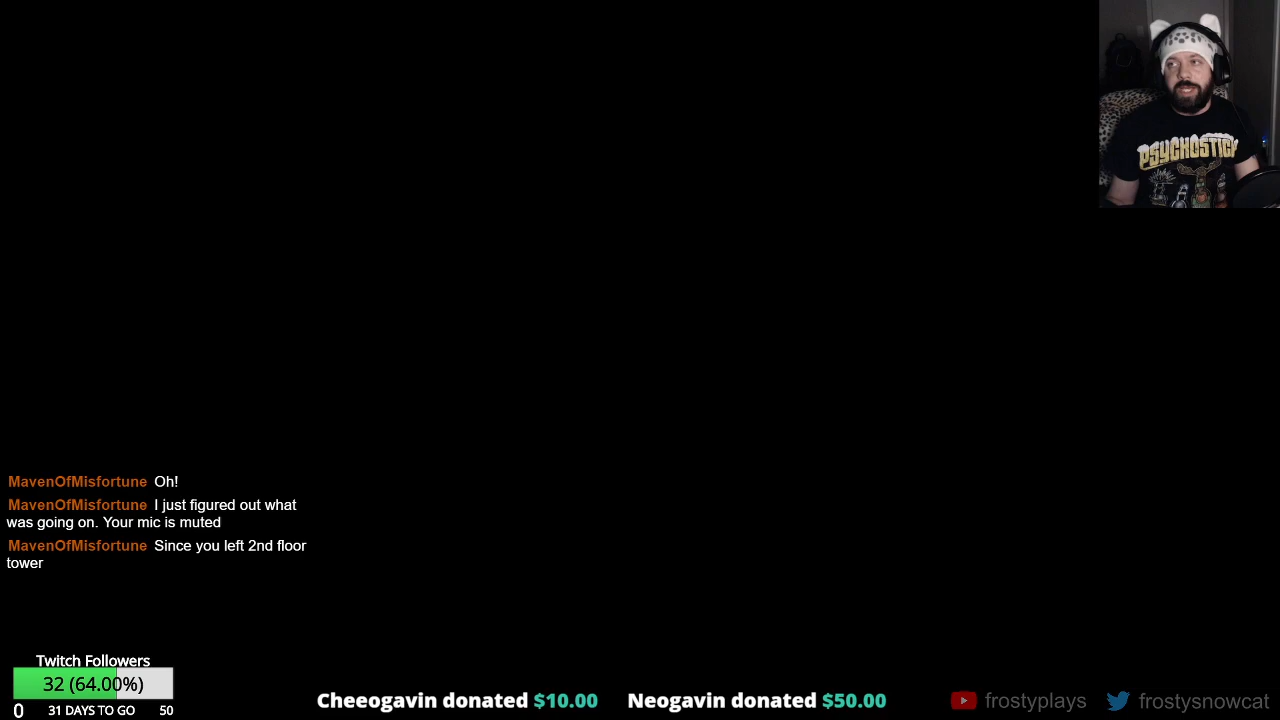 PSYCHOSTICK
MavenOfMisfortune Oh!
MavenOfMisfortune I just figured out what
was going on. Your mic is muted
MavenOfMisfortune Since you left 2nd floor
tower
Twitch Followers
32 (64.00%)
0 31 DAYS TO GO 50
Cheeogavin donated $10.00 Neogavin donated $50.00
frostyplays frostysnowcat